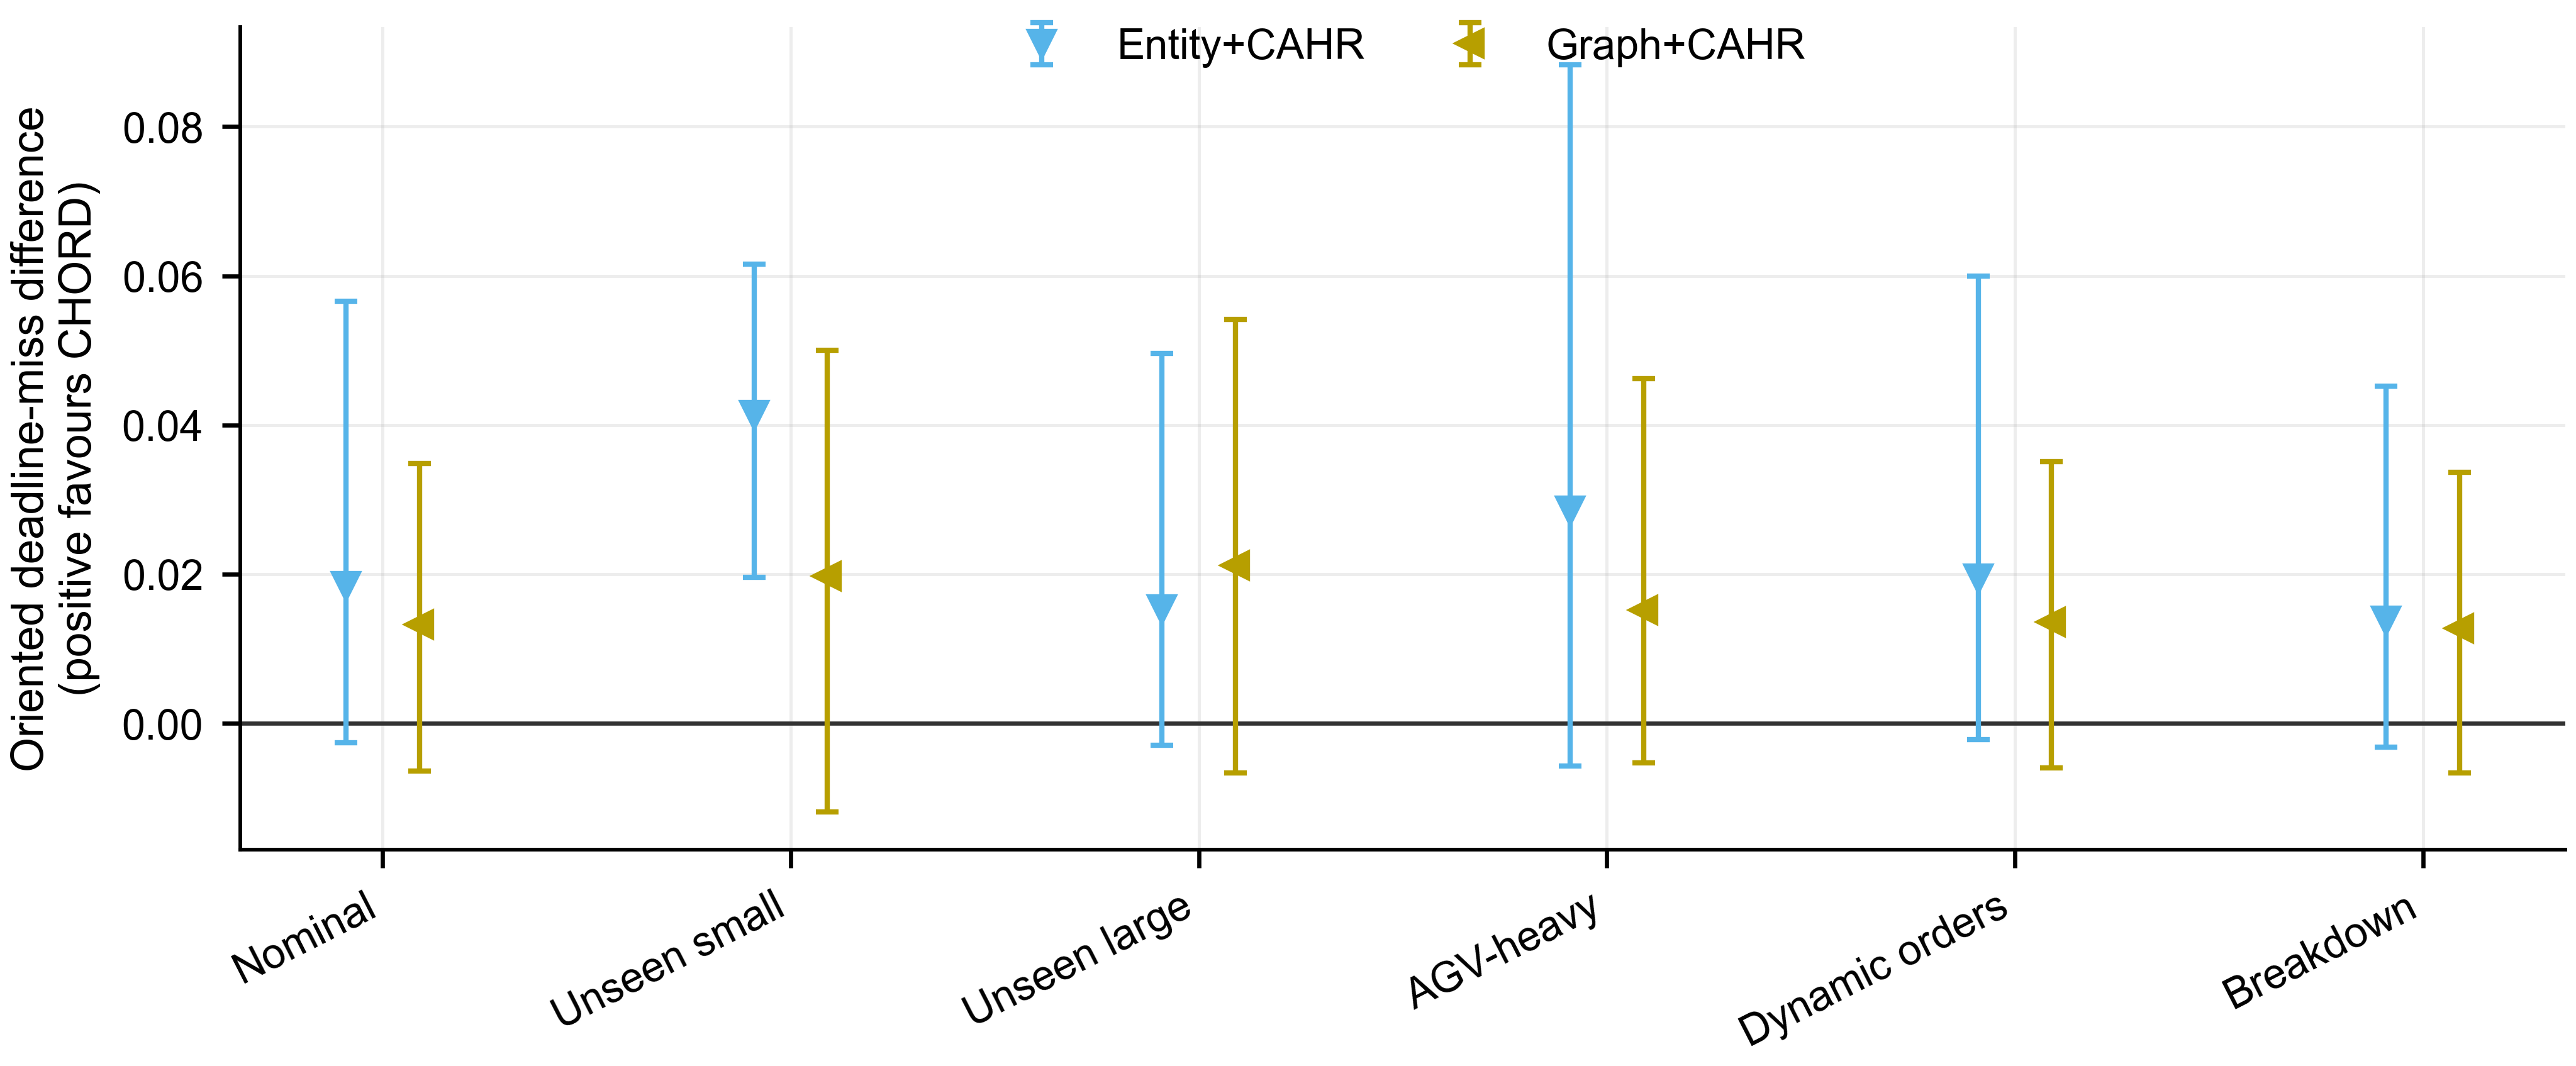 Entity+CAHR
Graph+CAHR
Oriented deadline-miss difference
(positive favours CHORD)
0.08
0.06
0.04
0.02
0.00
Nominal
Unseen small
Unseen large
AGV-heavy
Dynamic orders
Breakdown